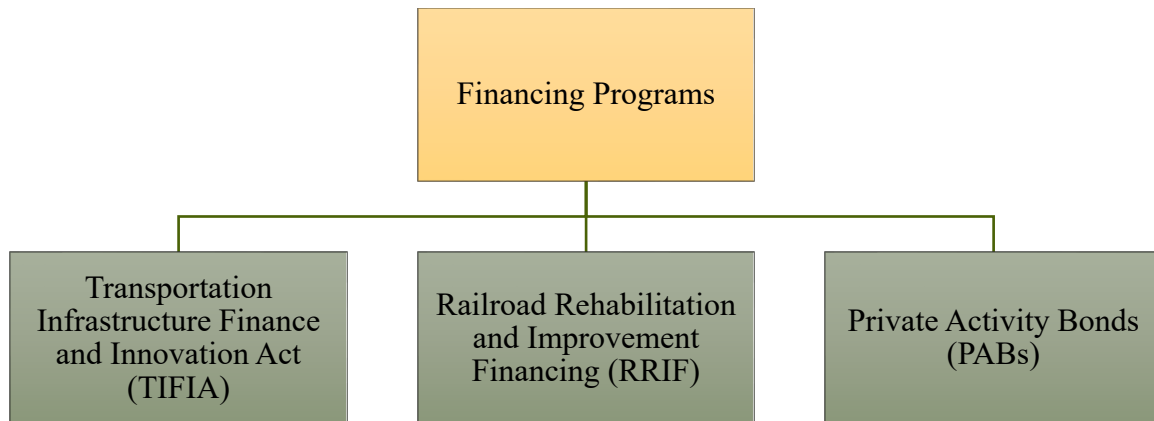 Financing Programs
Transportation
Infrastructure Finance
and Innovation Act
(TIFIA)
Railroad Rehabilitation
and Improvement
Financing (RRIF)
Private Activity Bonds
(PABs)